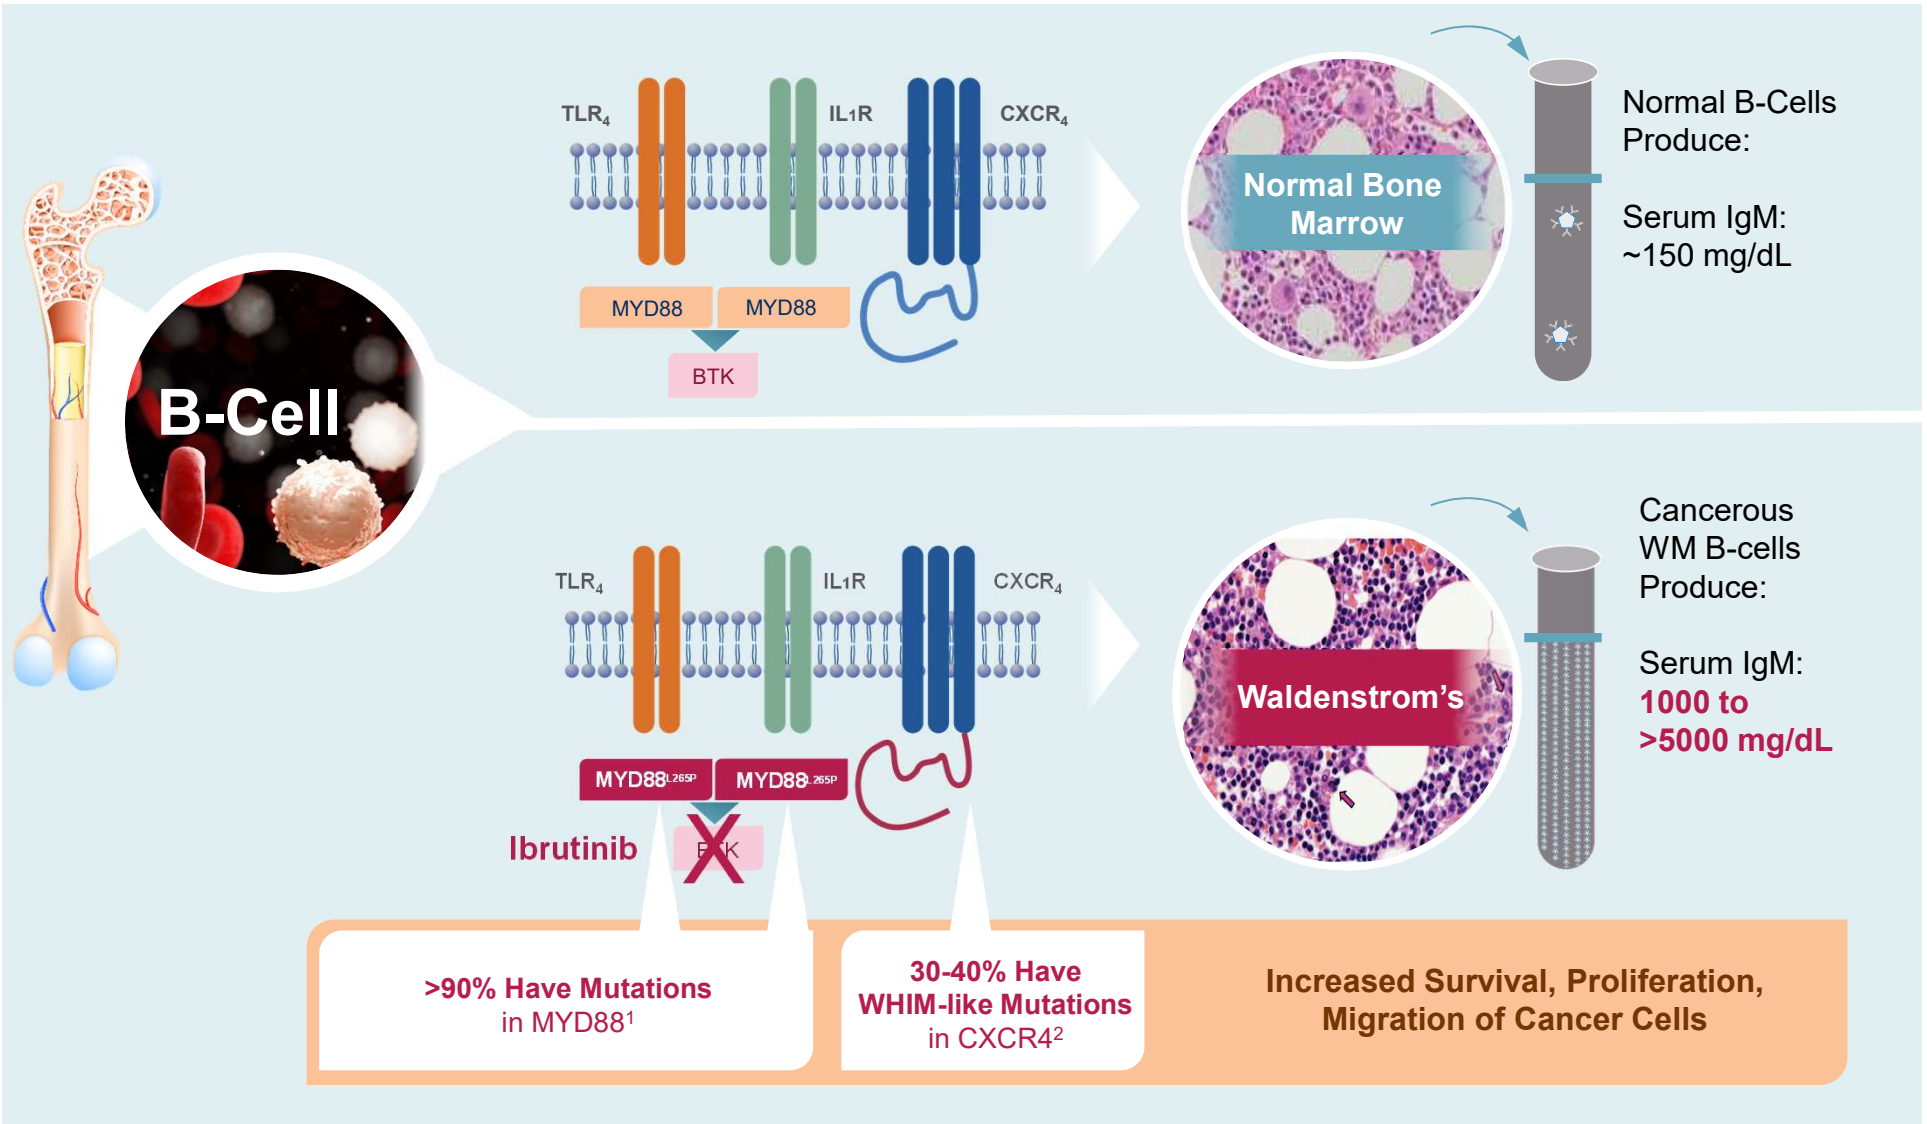 B-Cell
TLR4
IL1R
CXCR4
MYD88
MYD88
BTK
Normal Bone
Marrow
Normal B-Cells
Produce:
Serum IgM:
~150 mg/dL
TLR4
IL1R
CXCR4
MYD88L265P
MYD88L265P
Ibrutinib
BTK
Waldenstrom's
Cancerous
WM B-cells
Produce:
Serum IgM:
1000 to
>5000 mg/dL
>90% Have Mutations
in MYD88¹
30-40% Have
WHIM-like Mutations
in CXCR4²
Increased Survival, Proliferation,
Migration of Cancer Cells